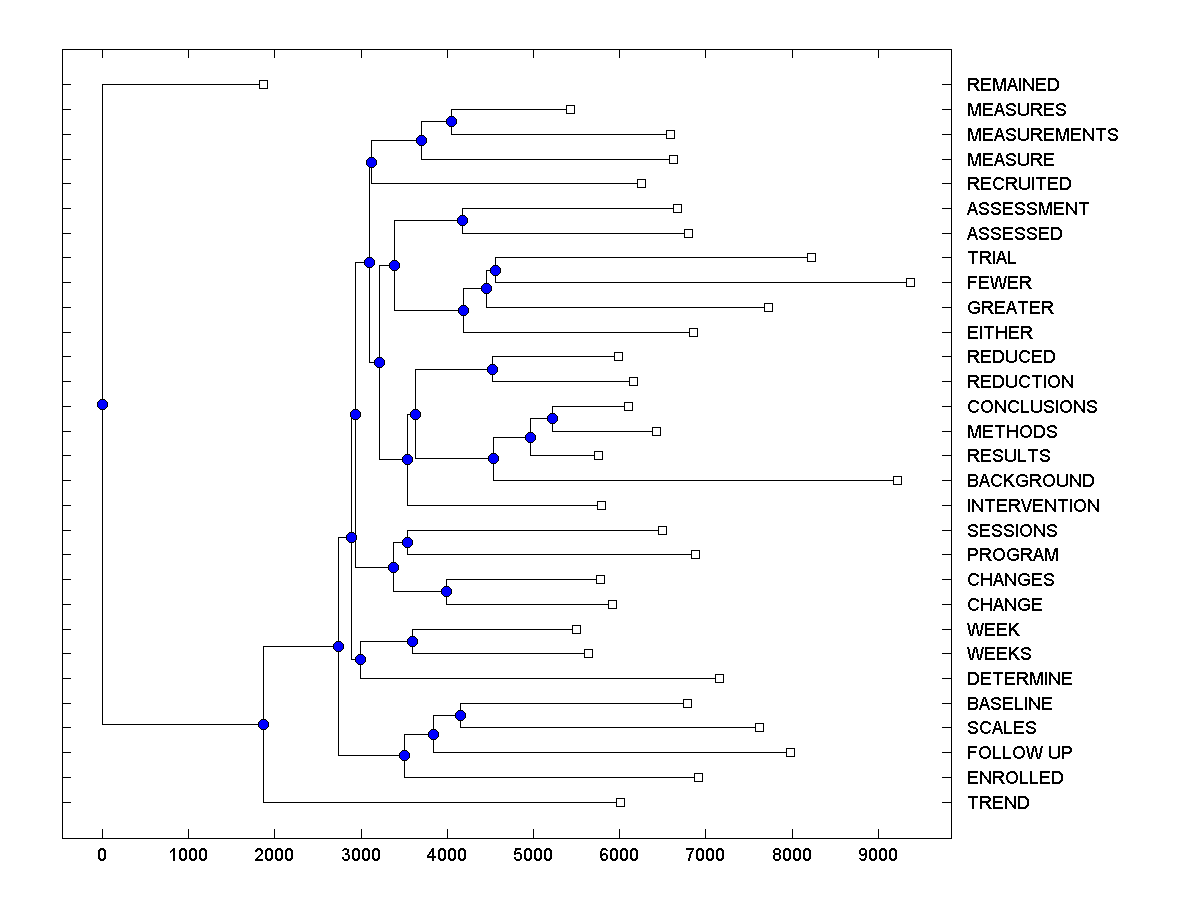 REMAINED
MEASURES
MEASUREMENTS
MEASURE
RECRUITED
ASSESSMENT
ASSESSED
TRIAL
FEWER
GREATER
EITHER
REDUCED
REDUCTION
CONCLUSIONS
METHODS
RESULTS
BACKGROUND
INTERVENTION
SESSIONS
PROGRAM
CHANGES
CHANGE
WEEK
WEEKS
DETERMINE
BASELINE
SCALES
FOLLOW UP
ENROLLED
TREND
0 1000 2000 3000 4000 5000 6000 7000 8000 9000